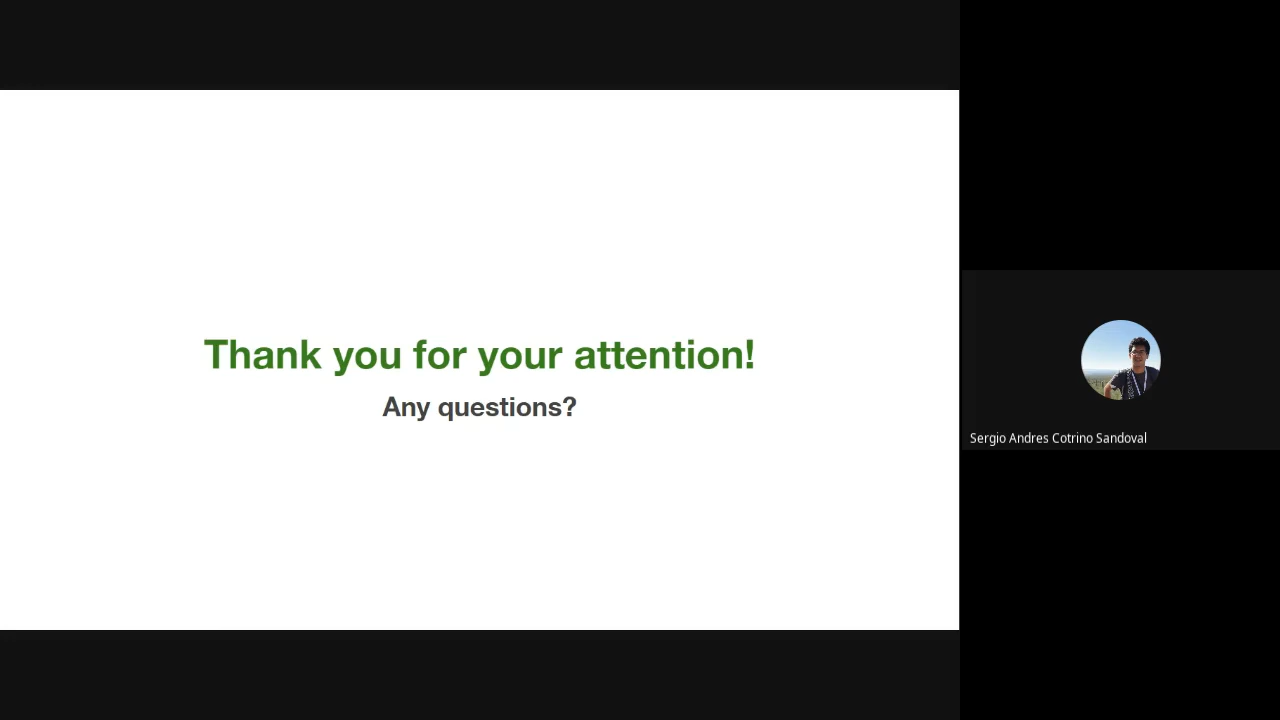 Thank you for your attention!
Any questions?
Sergio Andres Cotrino Sandoval